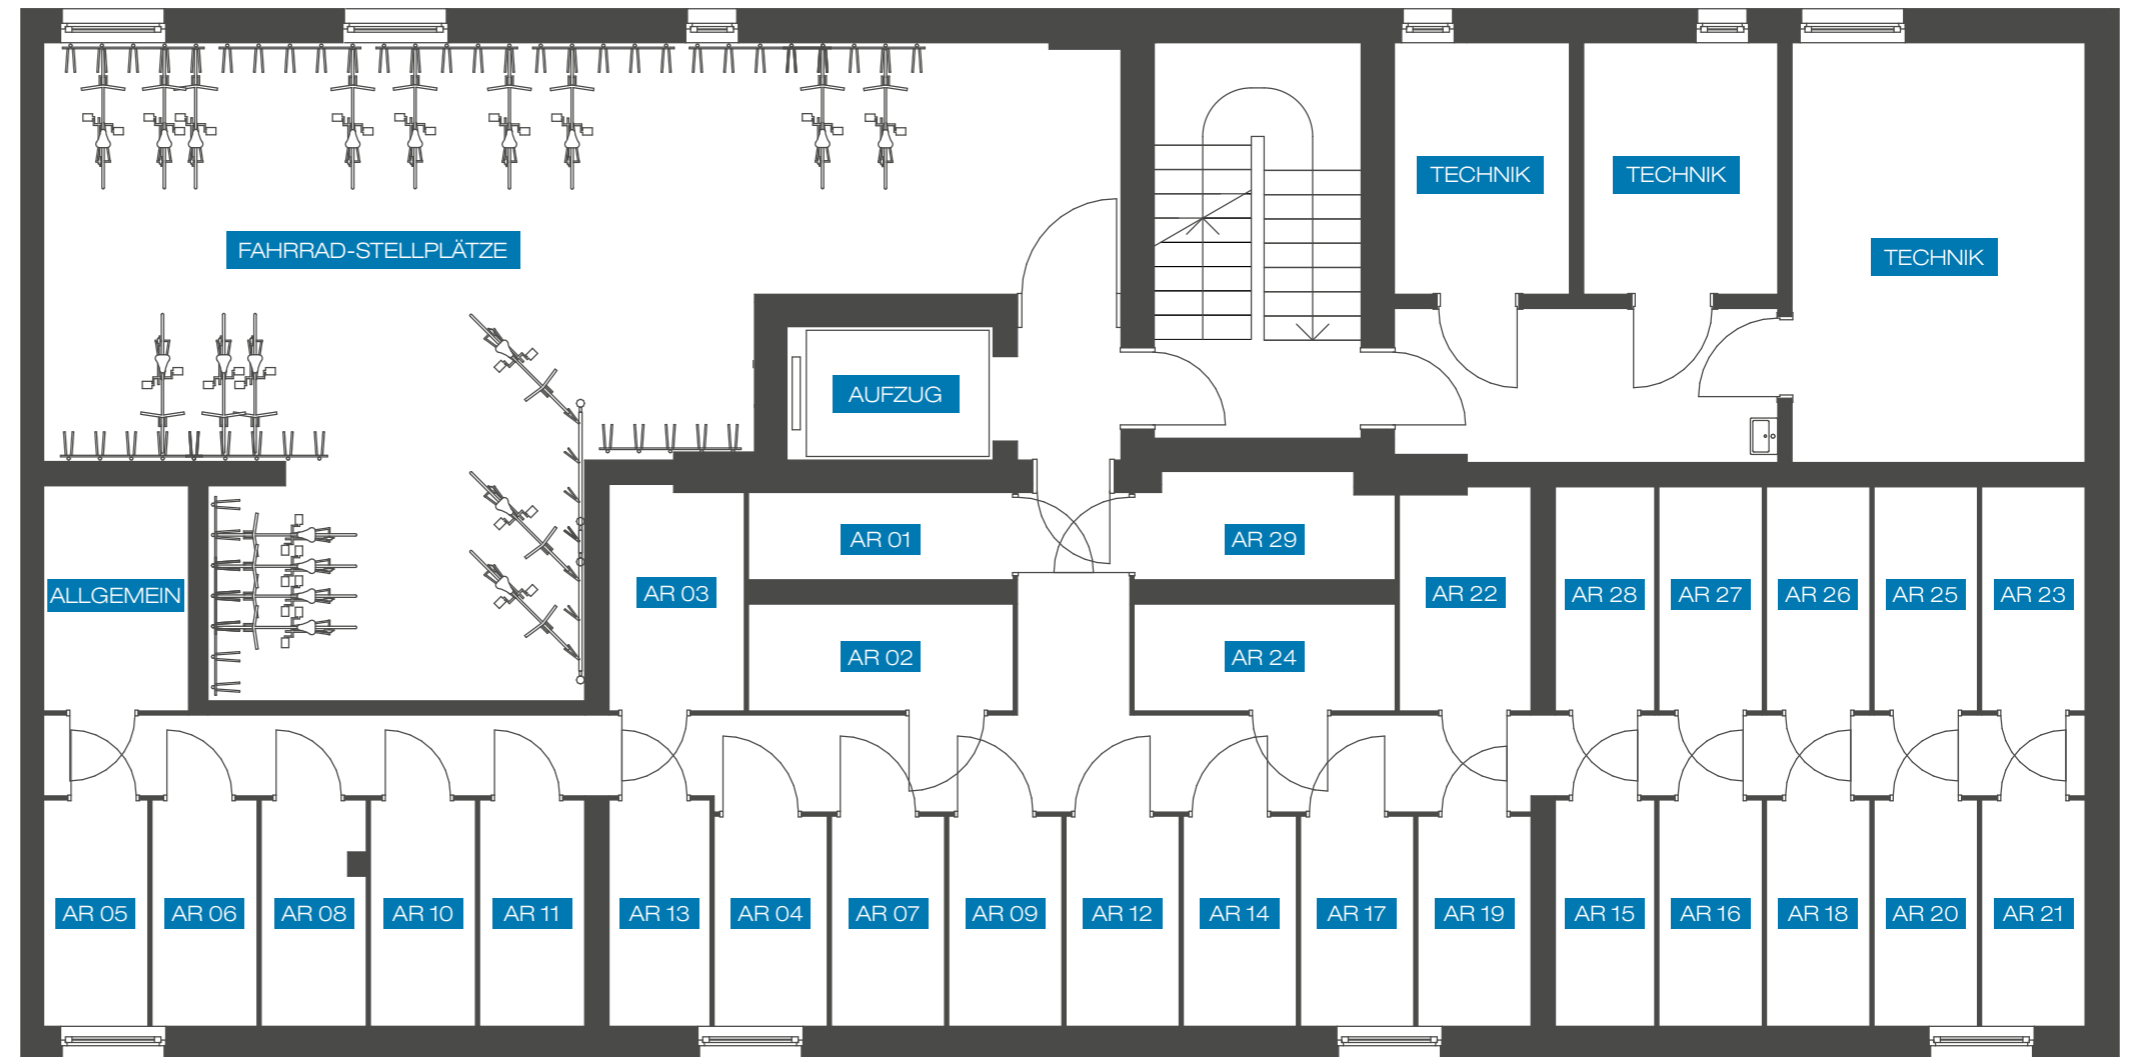 TECHNIK
TECHNIK
FAHRRAD-STELLPLÄTZE
TECHNIK
AUFZUG
AR 01
AR 29
ALLGEMEIN
AR 03
AR 22
AR 28
AR 27
AR 26
AR 25
AR 23
AR 02
AR 24
AR 05
AR 06
AR 08
AR 10
AR 11
AR 13
AR 04
AR 07
AR 09
AR 12
AR 14
AR 17
AR 19
AR 15
AR 16
AR 18
AR 20
AR 21